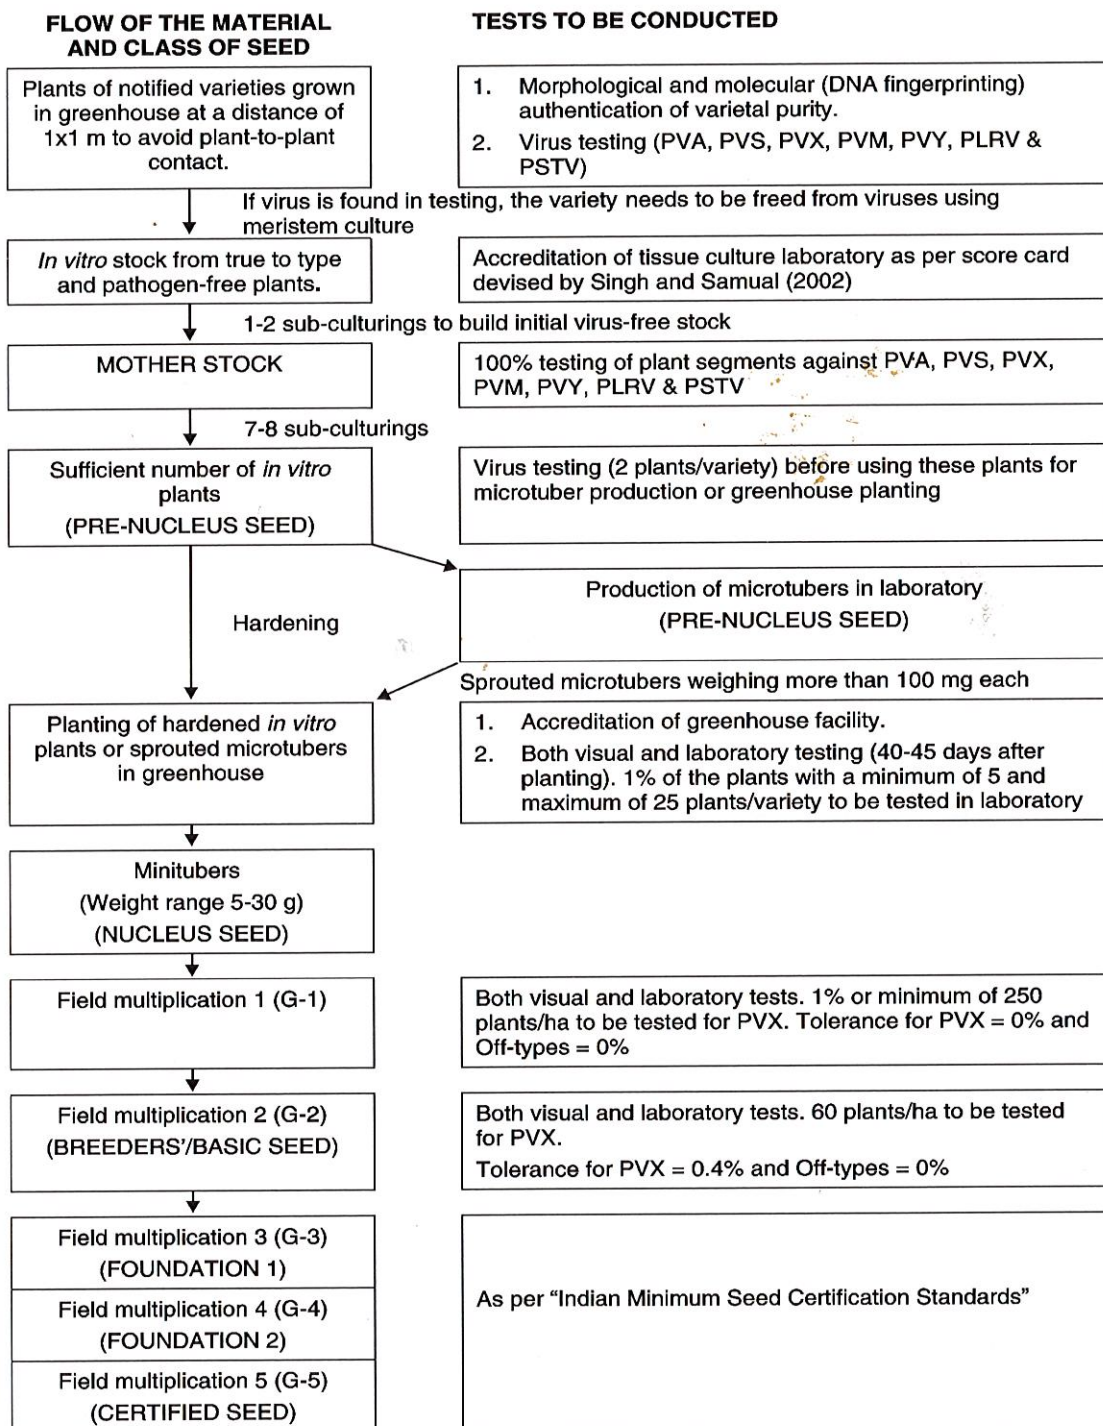 FLOW OF THE MATERIAL
AND CLASS OF SEED
TESTS TO BE CONDUCTED
Plants of notified varieties grown
in greenhouse at a distance of
1x1 m to avoid plant-to-plant
contact.
1. Morphological and molecular (DNA fingerprinting)
authentication of varietal purity.
2. Virus testing (PVA, PVS, PVX, PVM, PVY, PLRV &
PSTV)
If virus is found in testing, the variety needs to be freed from viruses using
meristem culture
In vitro stock from true to type
and pathogen-free plants.
Accreditation of tissue culture laboratory as per score card
devised by Singh and Samual (2002)
1-2 sub-culturings to build initial virus-free stock
MOTHER STOCK
100% testing of plant segments against PVA, PVS, PVX,
PVM, PVY, PLRV & PSTV
7-8 sub-culturings
Sufficient number of in vitro
plants
(PRE-NUCLEUS SEED)
Virus testing (2 plants/variety) before using these plants for
microtuber production or greenhouse planting
Production of microtubers in laboratory
(PRE-NUCLEUS SEED)
Hardening
Sprouted microtubers weighing more than 100 mg each
Planting of hardened in vitro
plants or sprouted microtubers
in greenhouse
1. Accreditation of greenhouse facility.
2. Both visual and laboratory testing (40-45 days after
planting). 1% of the plants with a minimum of 5 and
maximum of 25 plants/variety to be tested in laboratory
Minitubers
(Weight range 5-30 g)
(NUCLEUS SEED)
Field multiplication 1 (G-1)
Both visual and laboratory tests. 1% or minimum of 250
plants/ha to be tested for PVX. Tolerance for PVX = 0% and
Off-types = 0%
Field multiplication 2 (G-2)
(BREEDERS'/BASIC SEED)
Both visual and laboratory tests. 60 plants/ha to be tested
for PVX.
Tolerance for PVX = 0.4% and Off-types = 0%
Field multiplication 3 (G-3)
(FOUNDATION 1)
Field multiplication 4 (G-4)
(FOUNDATION 2)
Field multiplication 5 (G-5)
(CERTIFIED SEED)
As per "Indian Minimum Seed Certification Standards"